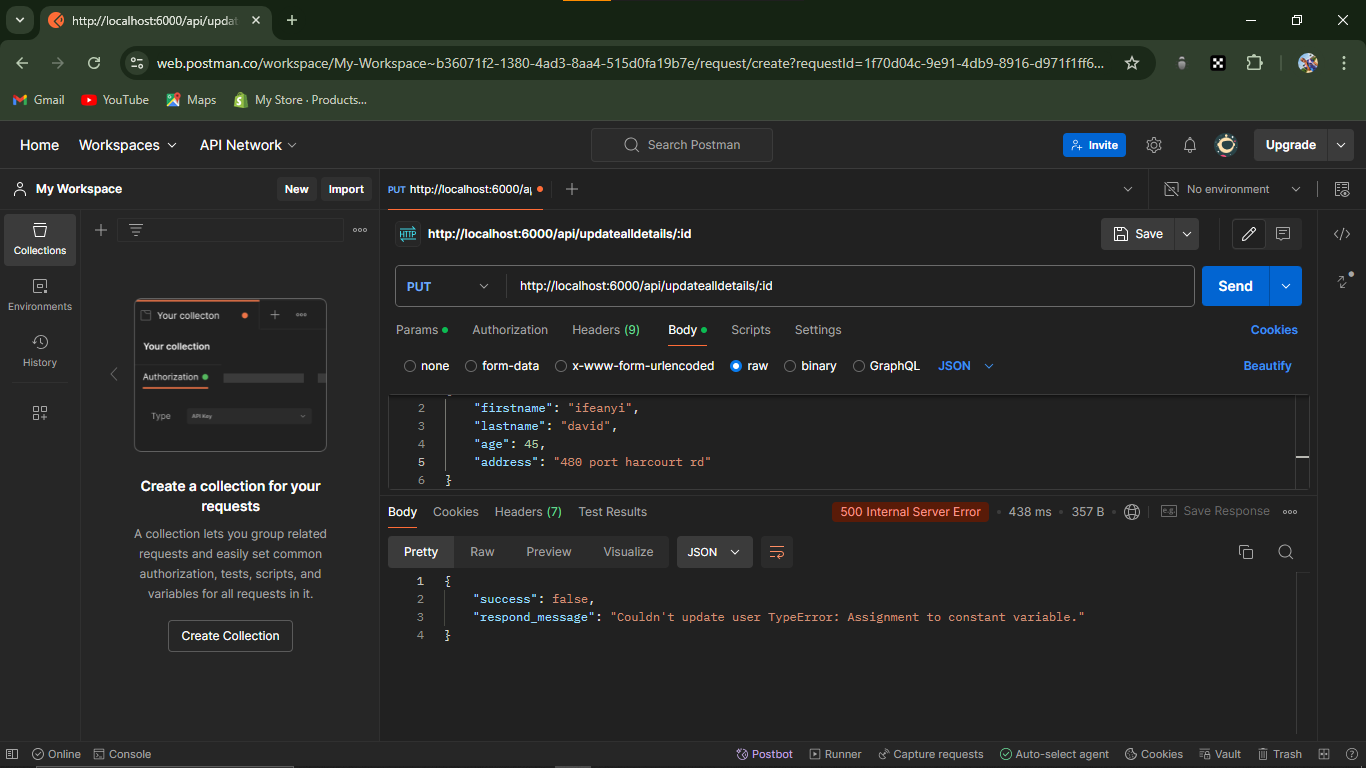 http://localhost:6000/api/updat
web.postman.co/workspace/My-Workspace~b36071f2-1380-4ad3-8aa4-515d0fa19b7e/request/create?requestId=1f70d04c-9e91-4db9-8916-d971f1ff6...
Gmail YouTube Maps My Store · Products...
Home Workspaces API Network Search Postman Invite Upgrade
My Workspace New Import PUT http://localhost:6000/a No environment
Collections
Environments
History
HTTP http://localhost:6000/api/updatealldetails/:id Save
PUT http://localhost:6000/api/updatealldetails/:id Send
Params Authorization Headers (9) Body Scripts Settings Cookies
none form-data x-www-form-urlencoded raw binary GraphQL JSON Beautify
2 "firstname": "ifeanyi",
3 "lastname": "david",
4 "age": 45,
5 "address": "480 port harcourt rd"
6 }
Your collecton
Your collection
Authorization
Type API Key
Create a collection for your
requests
A collection lets you group related
requests and easily set common
authorization, tests, scripts, and
variables for all requests in it.
Create Collection
Body Cookies Headers (7) Test Results 500 Internal Server Error 438 ms 357 B e.g. Save Response
Pretty Raw Preview Visualize JSON
1 {
2 "success": false,
3 "respond_message": "Couldn't update user TypeError: Assignment to constant variable."
4 }
Online Console Postbot Runner Capture requests Auto-select agent Cookies Vault Trash